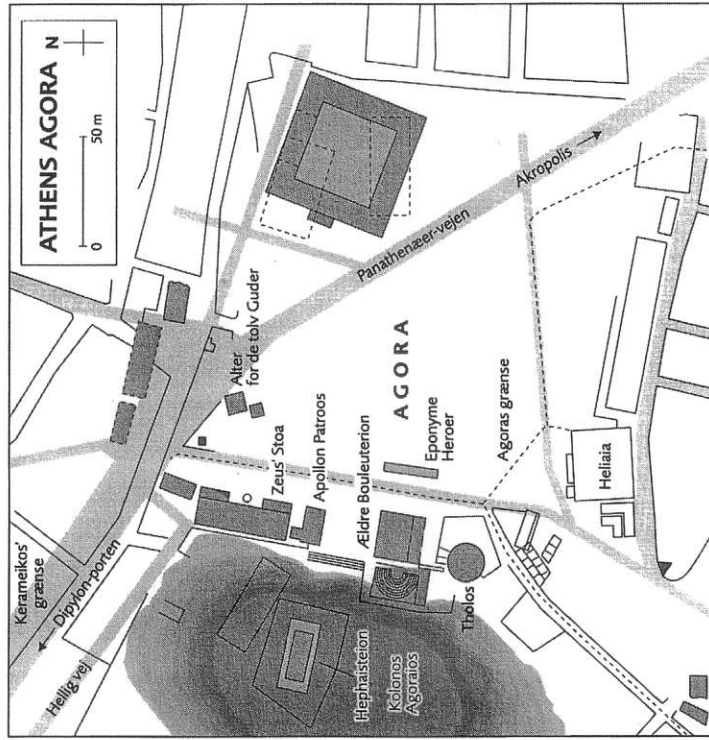 ATHENS AGORA
N
0 50 m
Kerameikos'
grænse
Dipylon-porten
Hellig vej
Alter
for de tolv Guder
Zeus' Stoa
Apollon Patroos
Panathenæer-vejen
Akropolis
AGORA
Ældre Bouleuterion
Eponyme
Heroer
Agoras grænse
Hephaisteion
Kolonos
Agoraios
Tholos
Heliaia